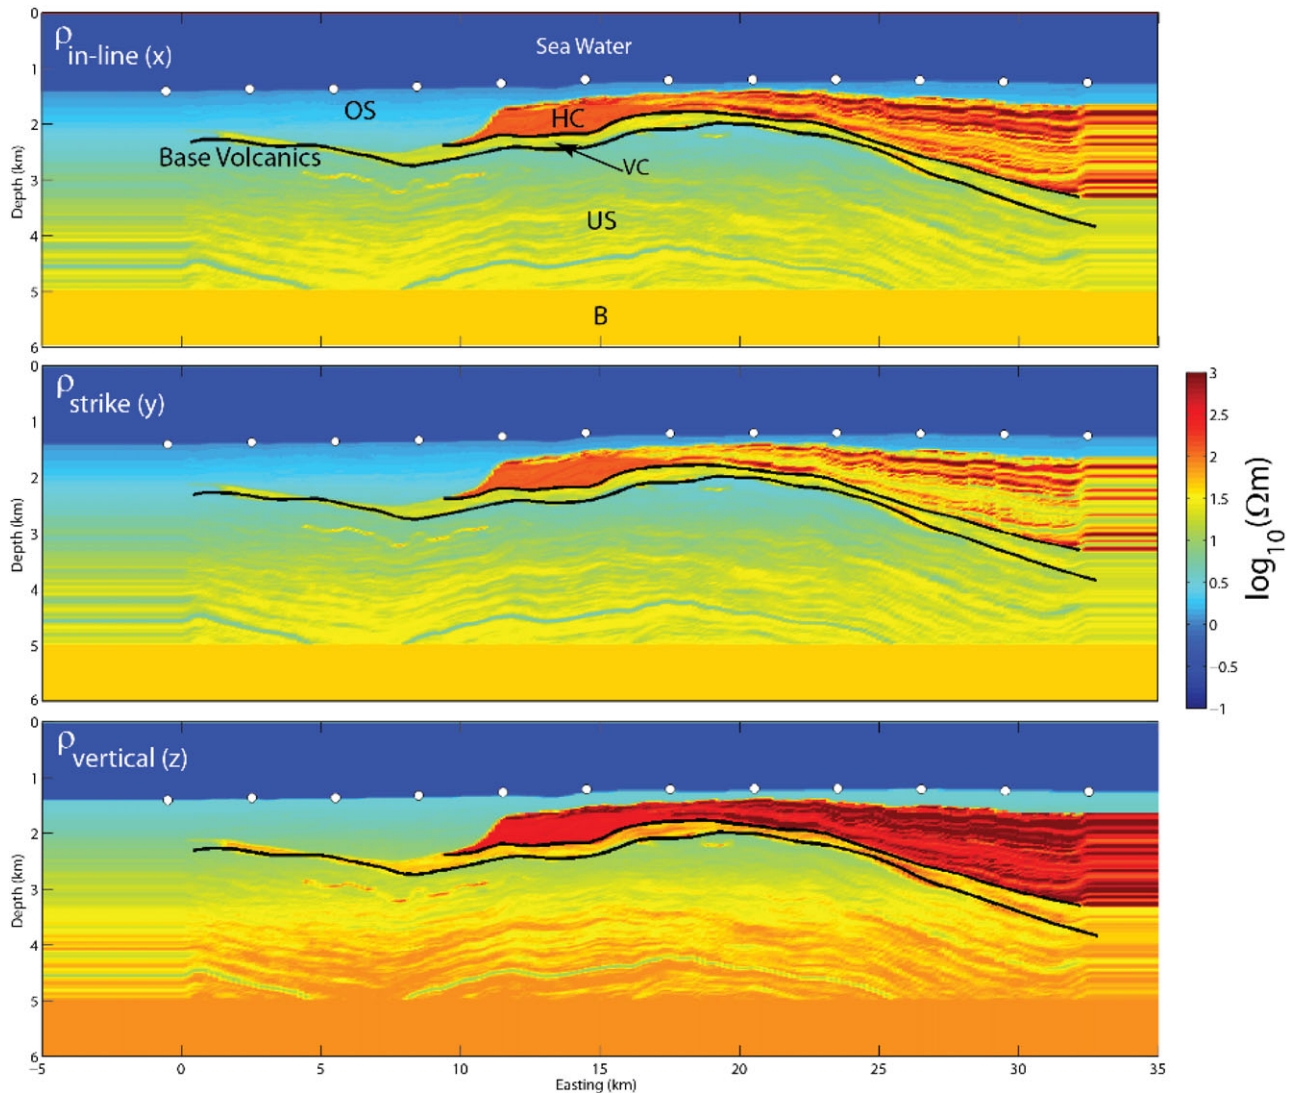 0
1
2
3
4
5
6
Depth (km)
ρ in-line (x)
Sea Water
OS
HC
Base Volcanics
VC
US
B
0
1
2
3
4
5
6
Depth (km)
ρ strike (y)
3
2.5
2
1.5
1
0.5
0
−0.5
−1
log10(Ωm)
0
1
2
3
4
5
6
Depth (km)
ρ vertical (z)
−5 0 5 10 15 20 25 30 35
Easting (km)